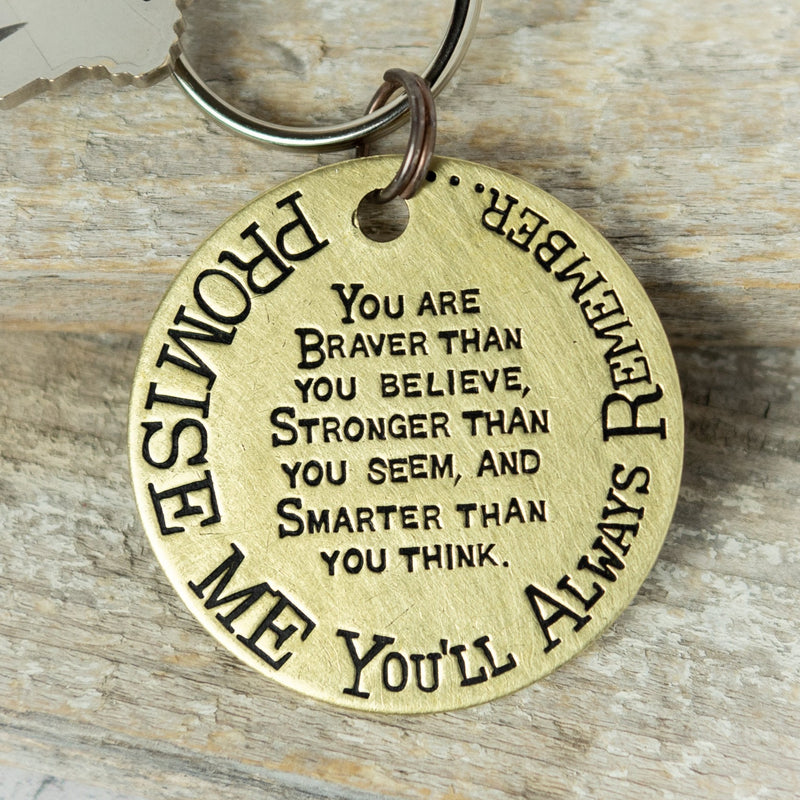 PROMISE ME YOU'LL ALWAYS REMEMBER....
YOU ARE
BRAVER THAN
YOU BELIEVE,
STRONGER THAN
YOU SEEM, AND
SMARTER THAN
YOU THINK.